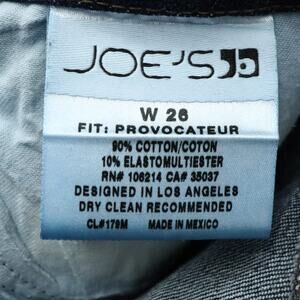 JOE'S
W 26
FIT: PROVOCATEUR
90% COTTON/COTON
10% ELASTOMULTIESTER
RN# 106214 CA# 35037
DESIGNED IN LOS ANGELES
DRY CLEAN RECOMMENDED
CL#178M MADE IN MEXICO